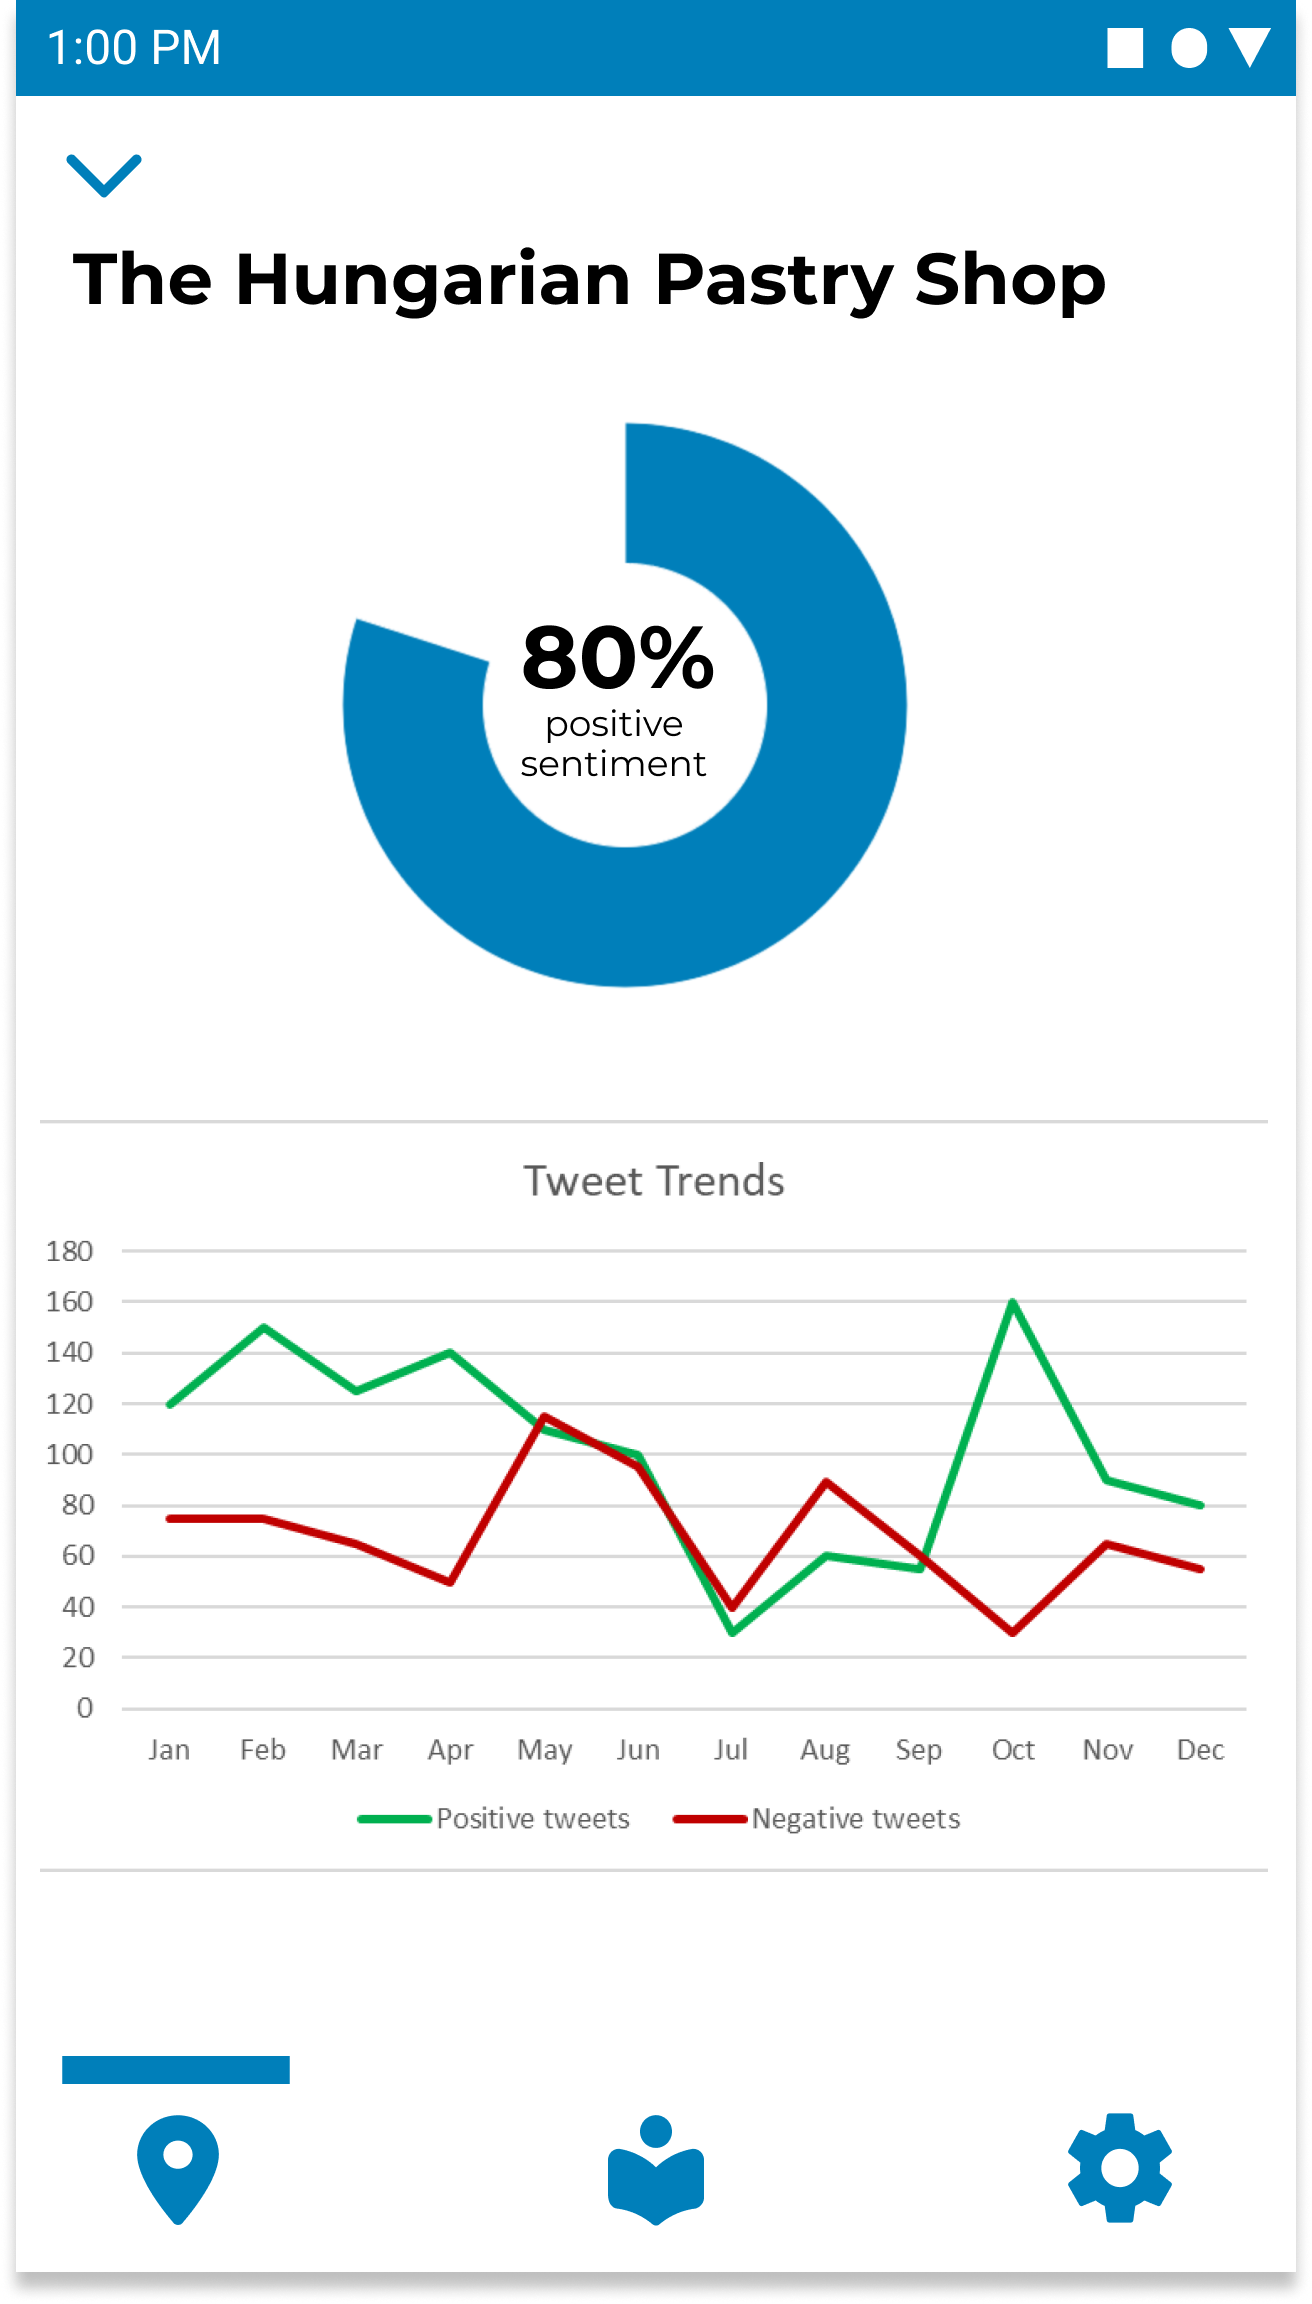 1:00 PM
The Hungarian Pastry Shop
80%
positive
sentiment
Tweet Trends
180
160
140
120
100
80
60
40
20
0
Jan Feb Mar Apr May Jun Jul Aug Sep Oct Nov Dec
Positive tweets Negative tweets